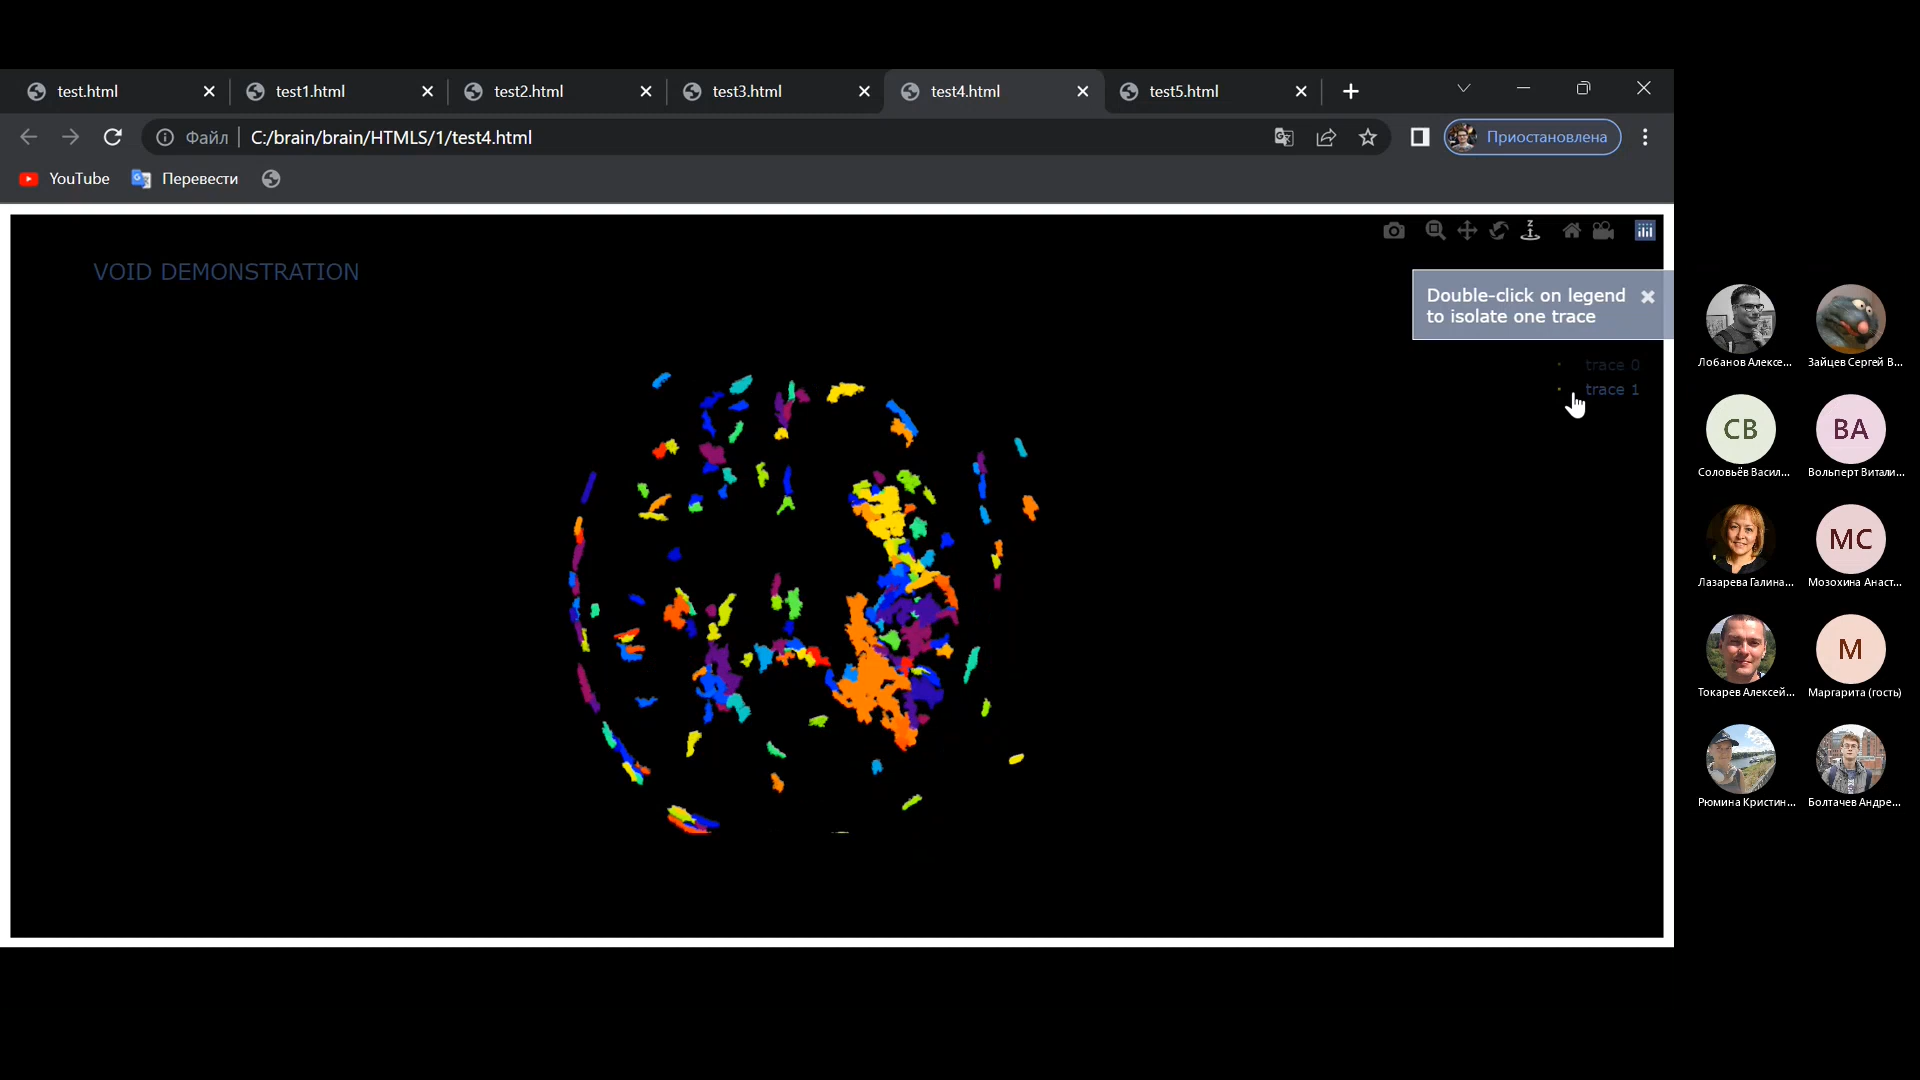 test.html
test1.html
test2.html
test3.html
test4.html
test5.html
Файл
C:/brain/brain/HTMLS/1/test4.html
Приостановлена
YouTube
Перевести
VOID DEMONSTRATION
Z
Double-click on legend
to isolate one trace
trace 0
trace 1
Лобанов Алексе...
Зайцев Сергей В...
СВ
ВА
Соловьёв Васил...
Вольперт Витали...
МС
Лазарева Галина...
Мозохина Анаст...
М
Токарев Алексей...
Маргарита (гость)
Рюмина Кристин...
Болтачев Андре...